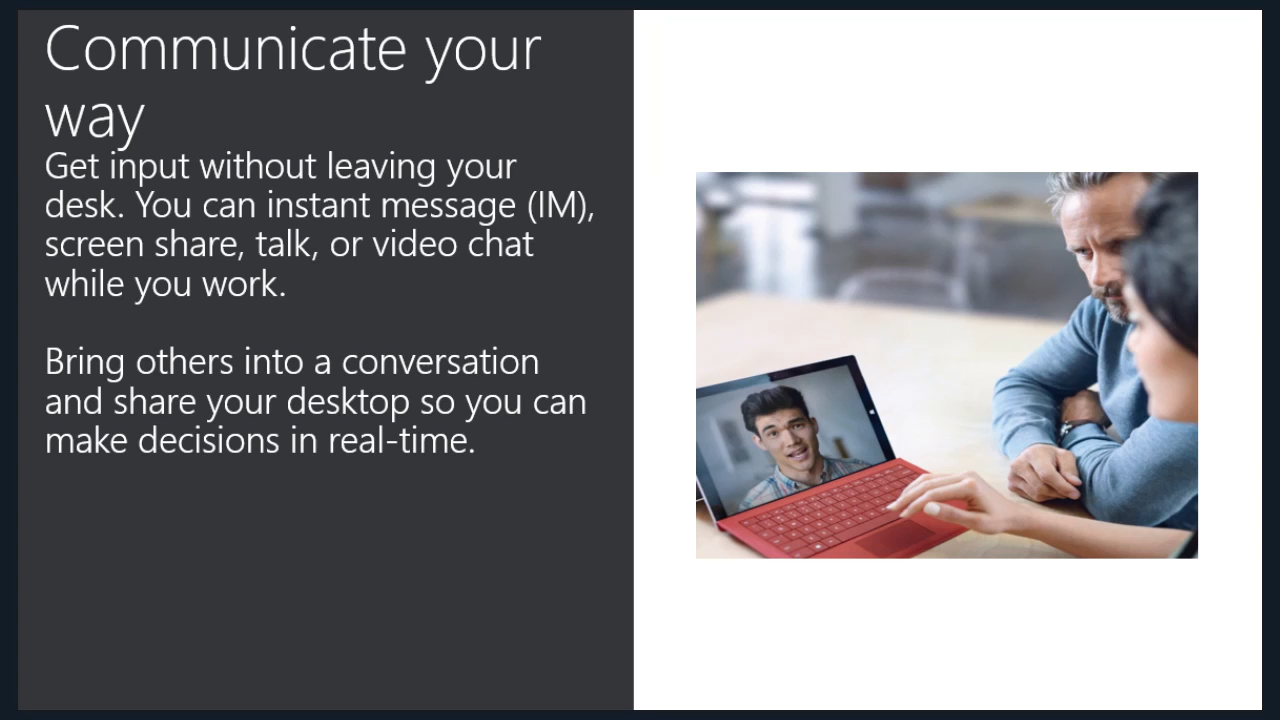 Communicate your
way
Get input without leaving your
desk. You can instant message (IM),
screen share, talk, or video chat
while you work.
Bring others into a conversation
and share your desktop so you can
make decisions in real-time.